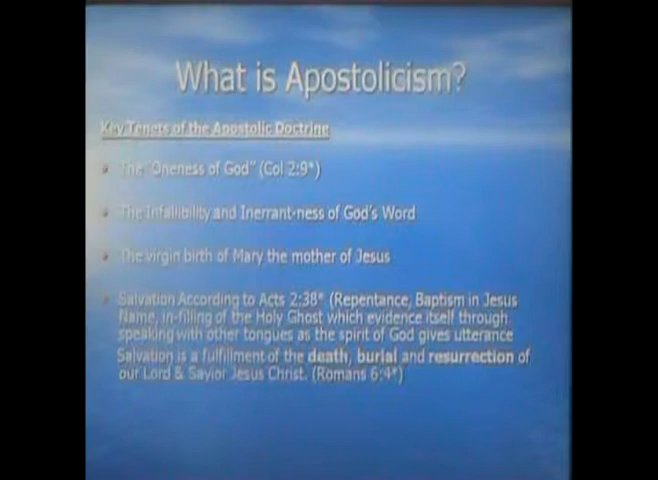 What is Apostolicism?
Key Tenets of the Apostolic Doctrine
The "Oneness of God" (Col 2:9*)
The Infallibility and Inerrant-ness of God's Word
The virgin birth of Mary the mother of Jesus
Salvation According to Acts 2:38* (Repentance, Baptism in Jesus
Name, in-filling of the Holy Ghost which evidence itself through
speaking with other tongues as the spirit of God gives utterance
Salvation is a fulfillment of the death, burial and resurrection of
our Lord & Savior Jesus Christ. (Romans 6:4*)